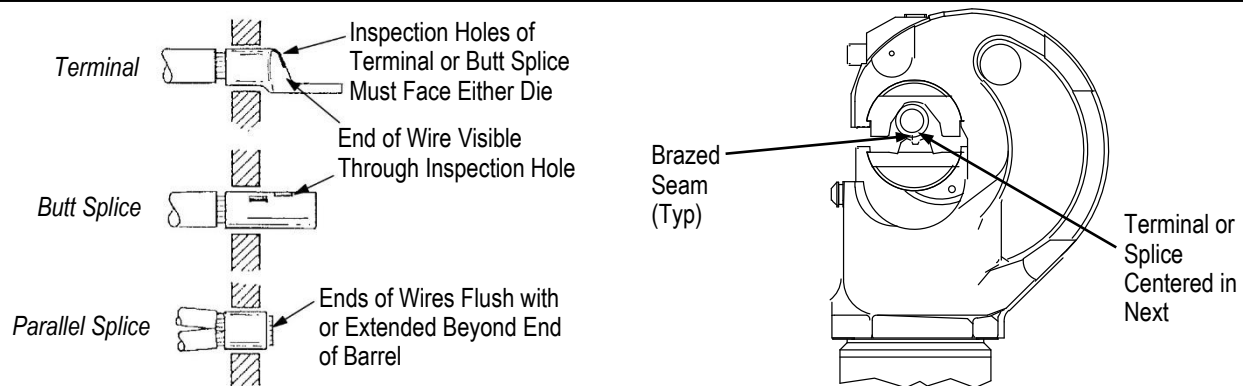 Terminal
Inspection Holes of
Terminal or Butt Splice
Must Face Either Die
End of Wire Visible
Through Inspection Hole
Butt Splice
Parallel Splice
Ends of Wires Flush with
or Extended Beyond End
of Barrel
Brazed
Seam
(Typ)
Terminal or
Splice
Centered in
Next